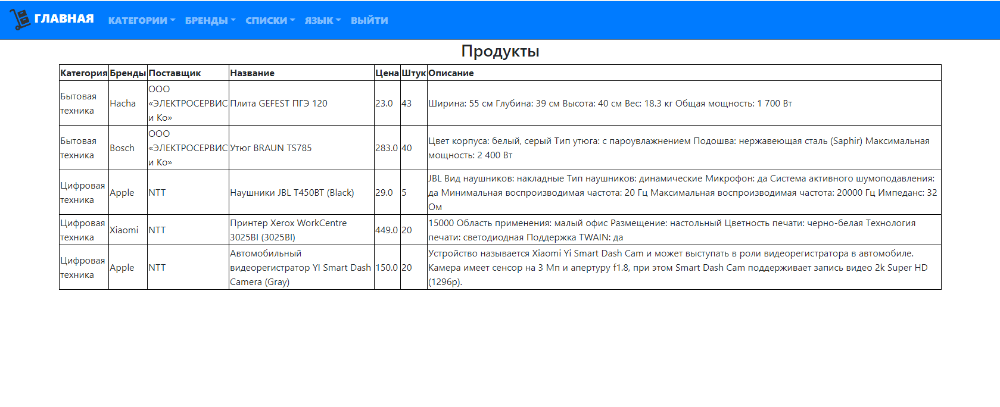 ГЛАВНАЯ КАТЕГОРИИ БРЕНДЫ СПИСКИ ЯЗЫК ВЫЙТИ
Продукты
Категория Бренды Поставщик Название Цена Штук Описание
Бытовая
техника
Hacha
ООО
«ЭЛЕКТРОСЕРВИС
и Ко»
Плита GEFEST ПГЭ 120
23.0
43
Ширина: 55 см Глубина: 39 см Высота: 40 см Вес: 18.3 кг Общая мощность: 1 700 Вт
Бытовая
техника
Bosch
ООО
«ЭЛЕКТРОСЕРВИС
и Ко»
Утюг BRAUN TS785
283.0
40
Цвет корпуса: белый, серый Тип утюга: с пароувлажнением Подошва: нержавеющая сталь (Saphir) Максимальная
мощность: 2 400 Вт
Цифровая
техника
Apple
NTT
Наушники JBL T450BT (Black)
29.0
5
JBL Вид наушников: накладные Тип наушников: динамические Микрофон: да Система активного шумоподавления:
да Минимальная воспроизводимая частота: 20 Гц Максимальная воспроизводимая частота: 20000 Гц Импеданс: 32
Ом
Цифровая
техника
Xiaomi
NTT
Принтер Xerox WorkCentre
3025BI (3025BI)
449.0
20
15000 Область применения: малый офис Размещение: настольный Цветность печати: черно-белая Технология
печати: светодиодная Поддержка TWAIN: да
Цифровая
техника
Apple
NTT
Автомобильный
видеорегистратор YI Smart Dash
Camera (Gray)
150.0
20
Устройство называется Xiaomi Yi Smart Dash Cam и может выступать в роли видеорегистратора в автомобиле.
Камера имеет сенсор на 3 Мп и апертуру f1.8, при этом Smart Dash Cam поддерживает запись видео 2k Super HD
(1296p).